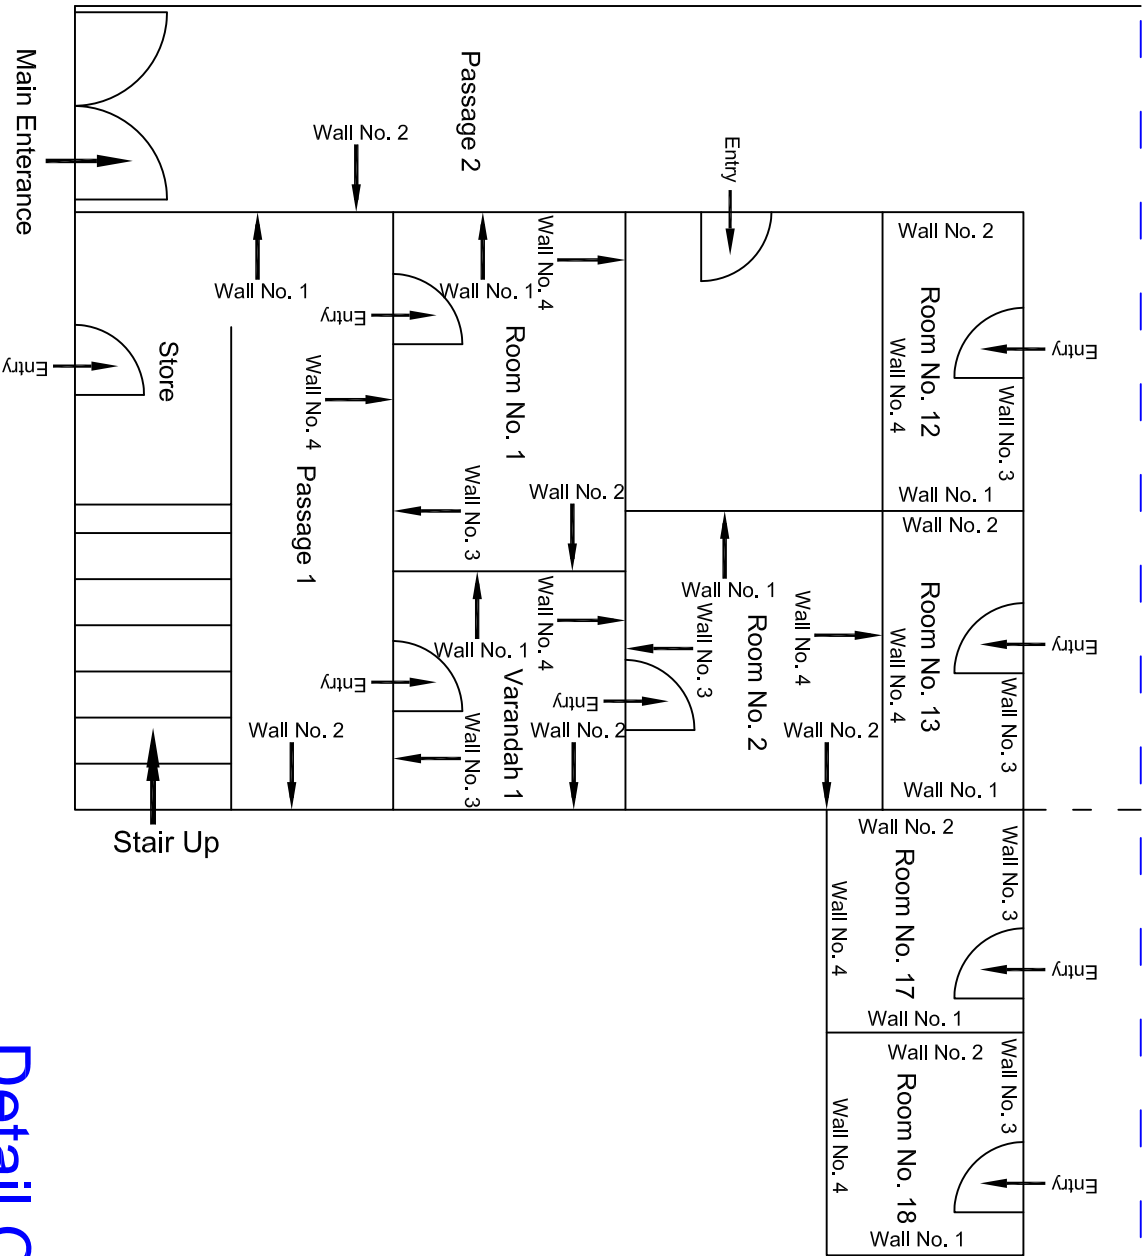 Main Enterance
Passage 2
Wall No. 2
Entry
Wall No. 2
Wall No. 1
Wall No. 1
Wall No. 4
Entry
Room No. 1
Room No. 12
Wall No. 4
Entry
Wall No. 3
Wall No. 1
Entry
Store
Wall No. 4
Passage 1
Wall No. 3
Wall No. 2
Wall No. 2
Room No. 13
Wall No. 4
Entry
Wall No. 3
Wall No. 1
Wall No. 1
Wall No. 3
Room No. 2
Wall No. 4
Wall No. 4
Wall No. 1
Entry
Varandah 1
Entry
Wall No. 2
Wall No. 3
Wall No. 2
Wall No. 2
Stair Up
Wall No. 2
Wall No. 3
Room No. 17
Wall No. 4
Entry
Wall No. 1
Wall No. 2
Wall No. 3
Room No. 18
Wall No. 4
Entry
Wall No. 1
Detail